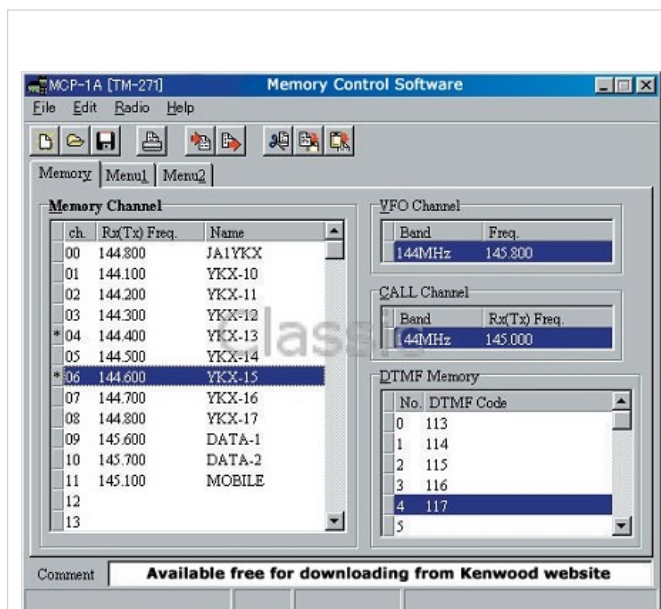 MCP-1A [TM-271] Memory Control Software
File Edit Radio Help
Memory Menu1 Menu2
Memory Channel
ch. Rx(Tx) Freq. Name
00 144.800 JA1YKX
01 144.100 YKX-10
02 144.200 YKX-11
03 144.300 YKX-12
* 04 144.400 YKX-13
05 144.500 YKX-14
* 06 144.600 YKX-15
07 144.700 YKX-16
08 144.800 YKX-17
09 145.600 DATA-1
10 145.700 DATA-2
11 145.100 MOBILE
12
13
VFO Channel
Band Freq.
144MHz 145.800
CALL Channel
Band Rx(Tx) Freq.
144MHz 145.000
DTMF Memory
No. DTMF Code
0 113
1 114
2 115
3 116
4 117
5
Classic
Comment Available free for downloading from Kenwood website